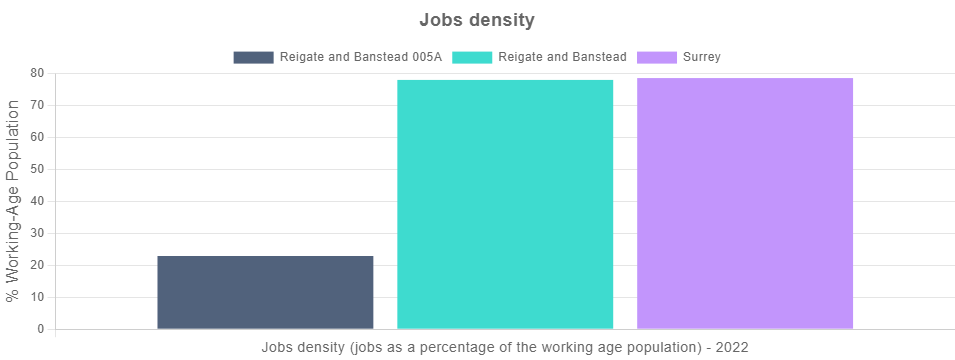 Jobs density
Reigate and Banstead 005A Reigate and Banstead Surrey
% Working-Age Population
80
70
60
50
40
30
20
10
0
Jobs density (jobs as a percentage of the working age population) - 2022